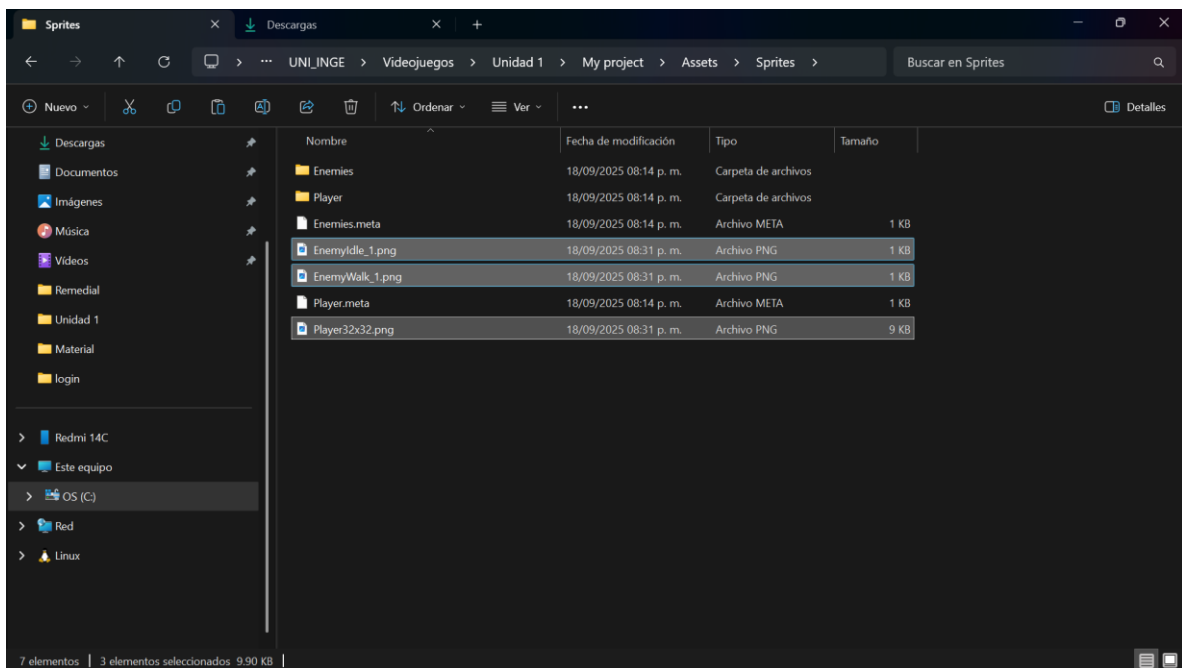 Sprites
Descargas
UNI_INGE > Videojuegos > Unidad 1 > My project > Assets > Sprites >
Buscar en Sprites
Nuevo
Ordenar
Ver
Detalles
Nombre Fecha de modificación Tipo Tamaño
Descargas
Documentos
Imágenes
Música
Vídeos
Remedial
Unidad 1
Material
login
Redmi 14C
Este equipo
OS (C:)
Red
Linux
Enemies 18/09/2025 08:14 p. m. Carpeta de archivos
Player 18/09/2025 08:14 p. m. Carpeta de archivos
Enemies.meta 18/09/2025 08:14 p. m. Archivo META 1 KB
EnemyIdle_1.png 18/09/2025 08:31 p. m. Archivo PNG 1 KB
EnemyWalk_1.png 18/09/2025 08:31 p. m. Archivo PNG 1 KB
Player.meta 18/09/2025 08:14 p. m. Archivo META 1 KB
Player32x32.png 18/09/2025 08:31 p. m. Archivo PNG 9 KB
7 elementos 3 elementos seleccionados 9.90 KB